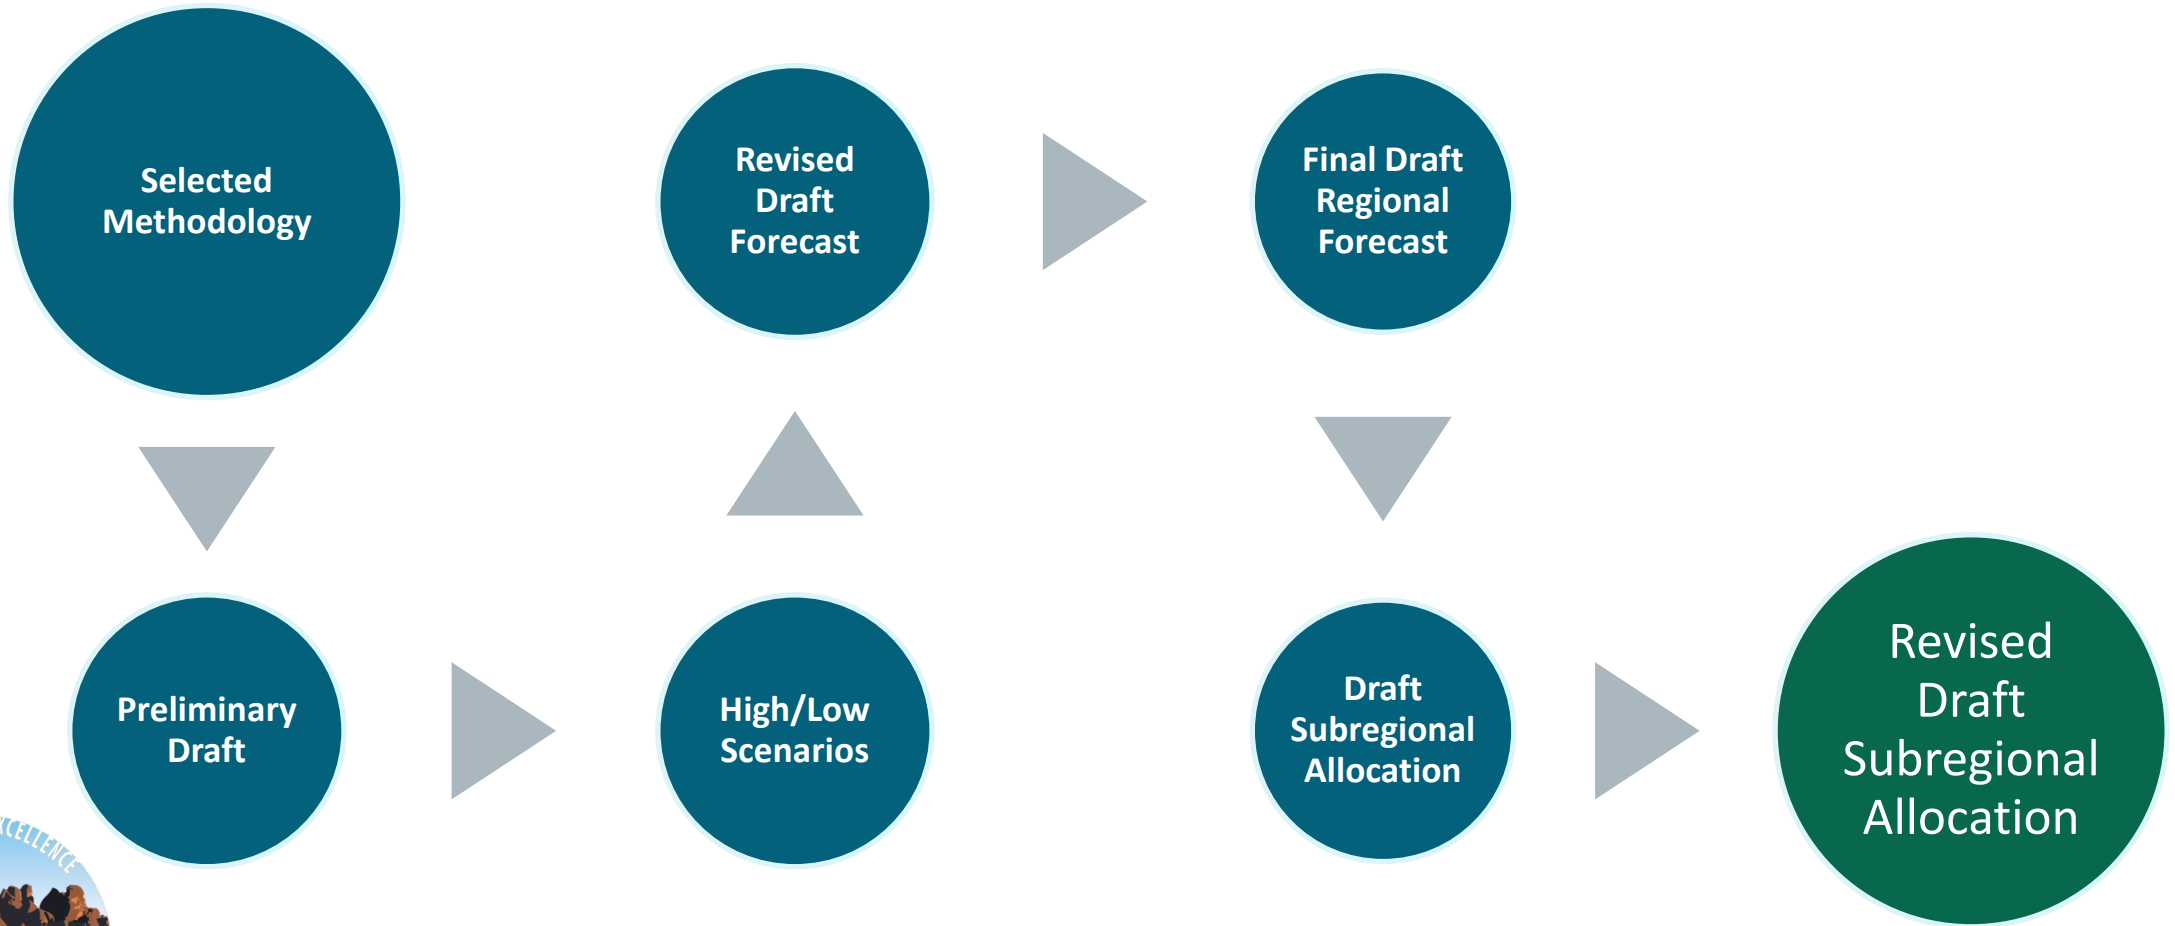 Selected
Methodology
Preliminary
Draft
High/Low
Scenarios
Revised
Draft
Forecast
Final Draft
Regional
Forecast
Draft
Subregional
Allocation
Revised
Draft
Subregional
Allocation